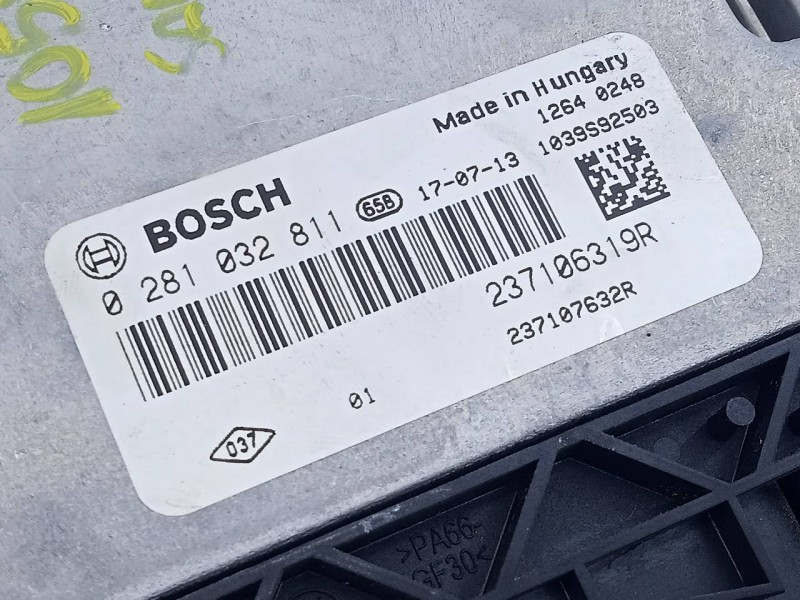 Made in Hungary
1264 0248
1039S92503
BOSCH
658
17-07-13
0 281 032 811
237106319R
237107632R
01
037
>PA66-
GF30<